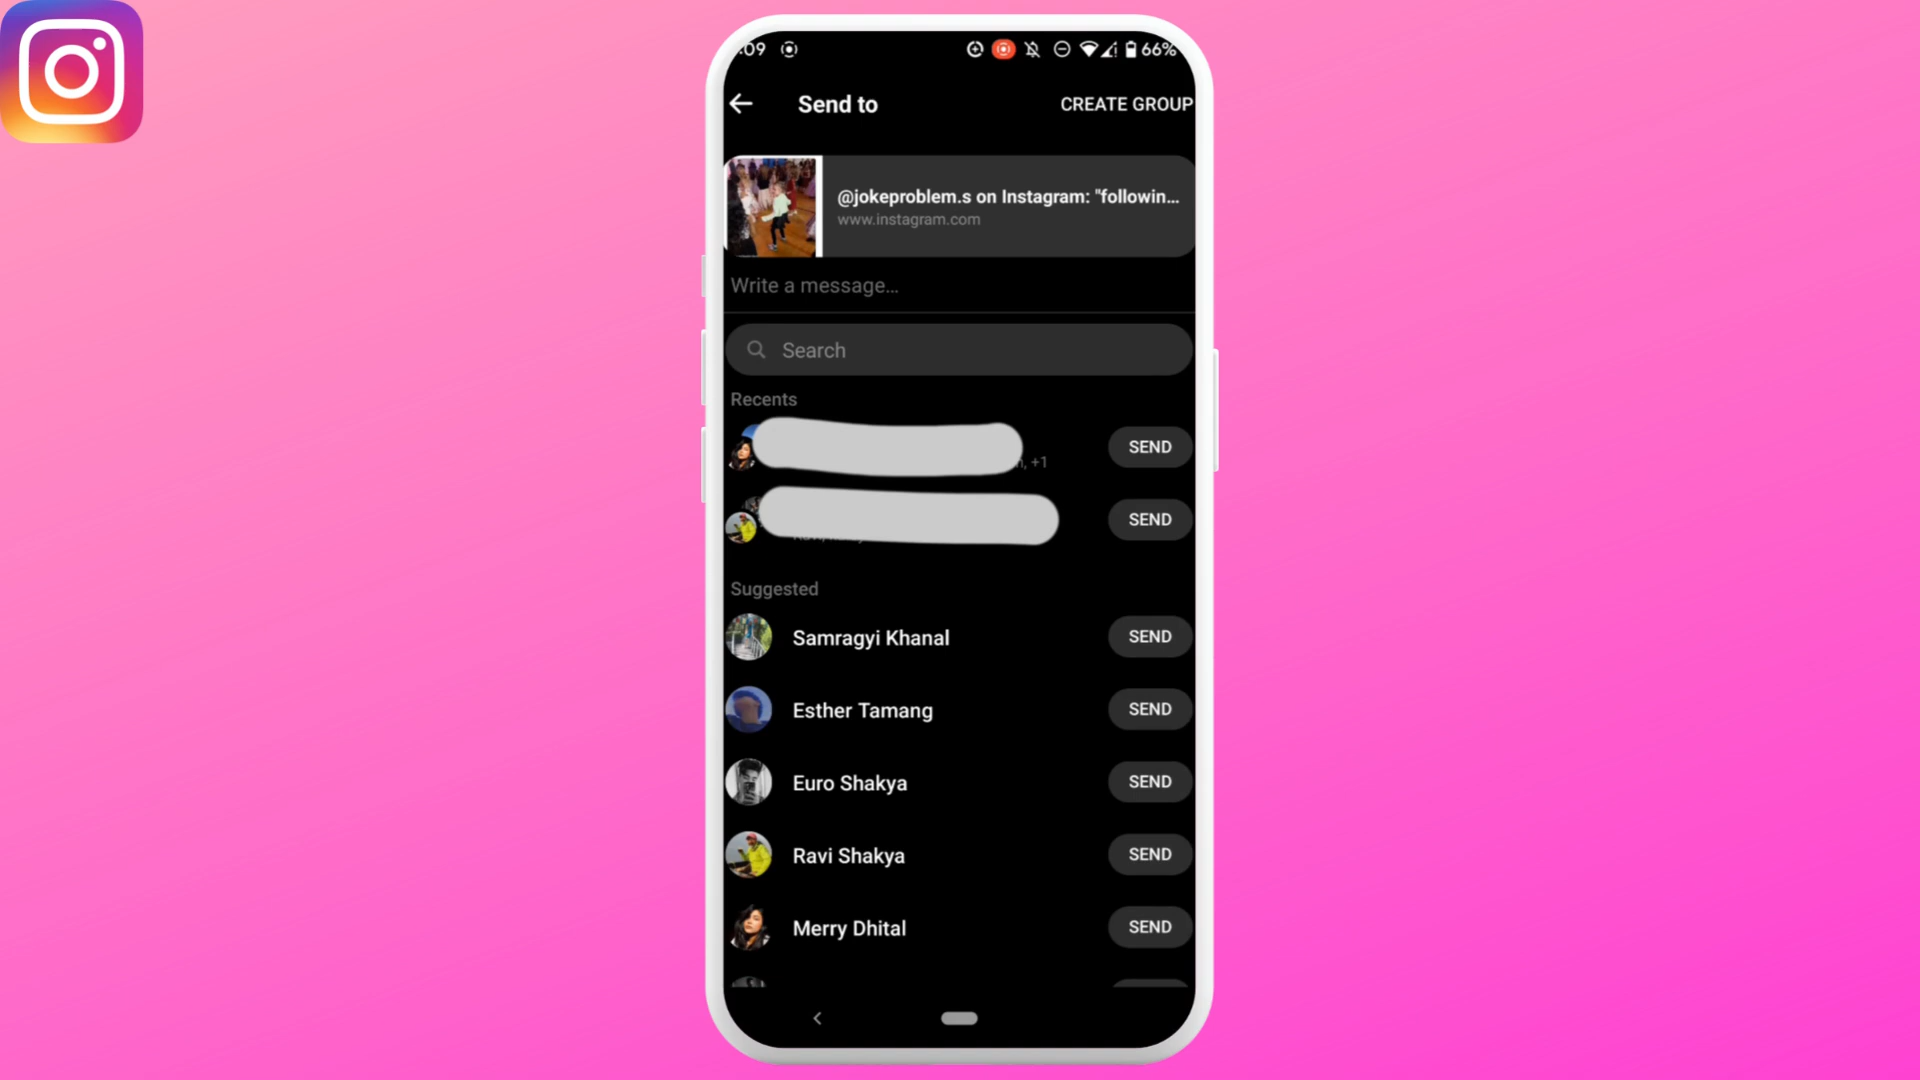 :09
66%
Send to
CREATE GROUP
@jokeproblem.s on Instagram: "followin...
www.instagram.com
Write a message...
Search
Recents
SEND
, +1
SEND
Suggested
Samragyi Khanal
SEND
Esther Tamang
SEND
Euro Shakya
SEND
Ravi Shakya
SEND
Merry Dhital
SEND